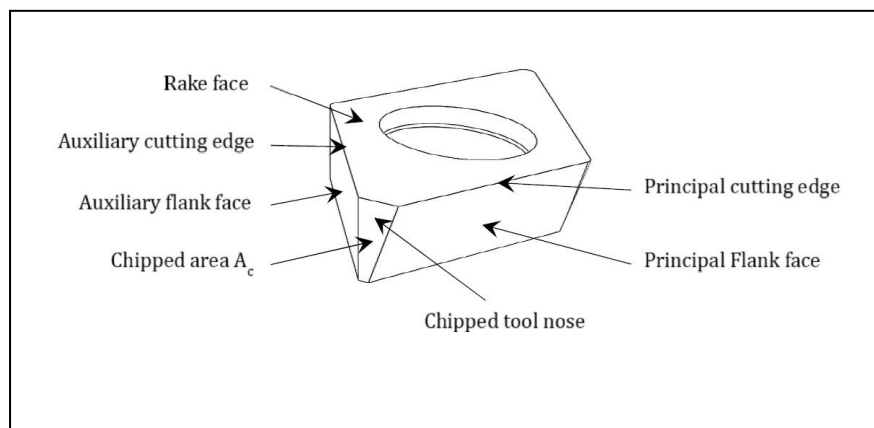 Rake face
Auxiliary cutting edge
Auxiliary flank face
Chipped area A_c
Chipped tool nose
Principal cutting edge
Principal Flank face